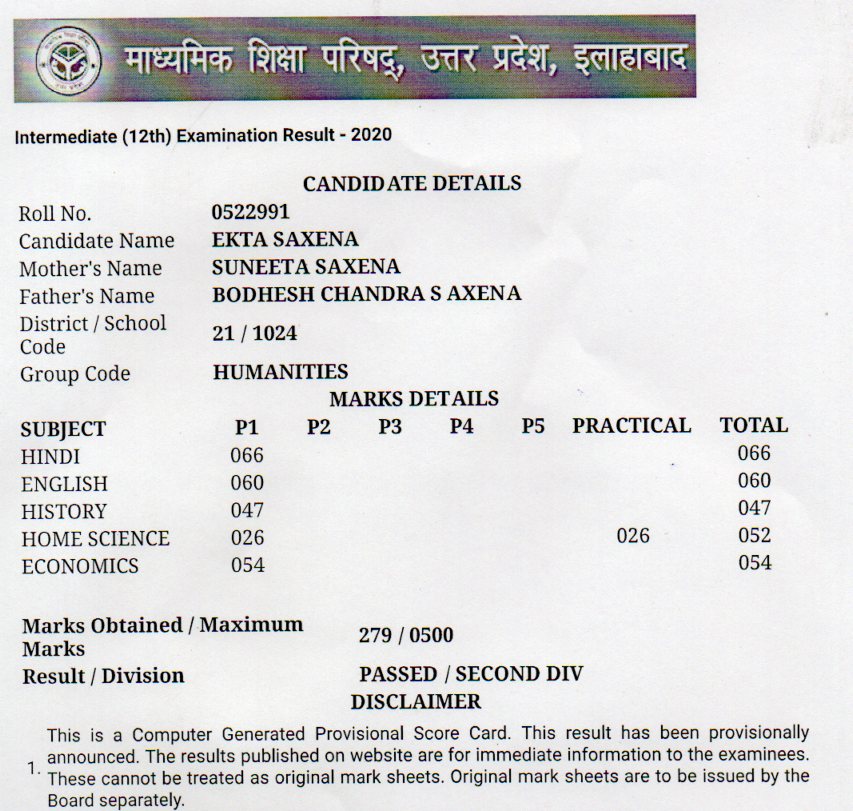 माध्यमिक शिक्षा परिषद्, उत्तर प्रदेश, इलाहाबाद
Intermediate (12th) Examination Result - 2020
CANDIDATE DETAILS
Roll No. 0522991
Candidate Name EKTA SAXENA
Mother's Name SUNEETA SAXENA
Father's Name BODHESH CHANDRA S AXENA
District / School Code 21 / 1024
Group Code HUMANITIES
MARKS DETAILS
SUBJECT P1 P2 P3 P4 P5 PRACTICAL TOTAL
HINDI 066 066
ENGLISH 060 060
HISTORY 047 047
HOME SCIENCE 026 026 052
ECONOMICS 054 054
Marks Obtained / Maximum Marks 279 / 0500
Result / Division PASSED / SECOND DIV
DISCLAIMER
1. This is a Computer Generated Provisional Score Card. This result has been provisionally
announced. The results published on website are for immediate information to the examinees.
These cannot be treated as original mark sheets. Original mark sheets are to be issued by the
Board separately.